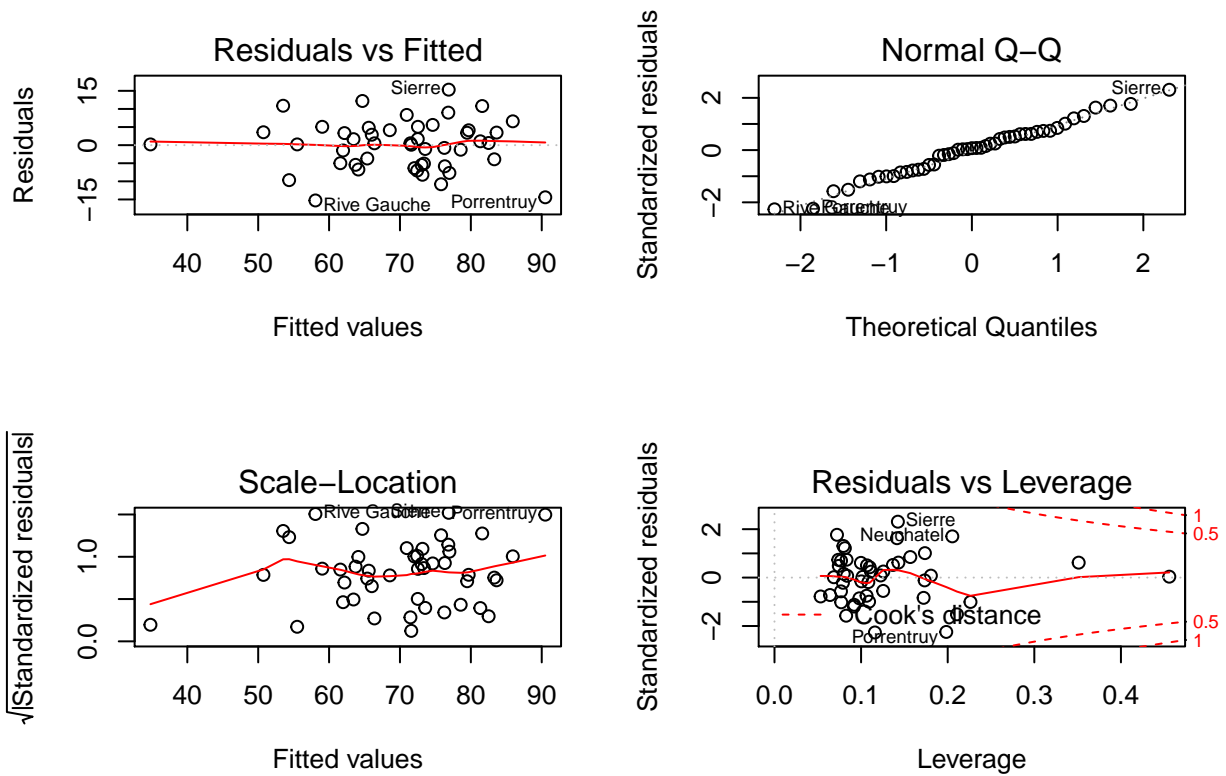 Residuals vs Fitted
Residuals
15
0
−15
Sierre
Rive Gauche
Porrentruy
40 50 60 70 80 90
Fitted values
Normal Q−Q
Standardized residuals
2
0
−2
Sierre
Rive Gauche
Porrentruy
−2 −1 0 1 2
Theoretical Quantiles
Scale−Location
√|Standardized residuals|
1.0
0.0
Rive Gauche
Sierre
Porrentruy
40 50 60 70 80 90
Fitted values
Residuals vs Leverage
Standardized residuals
2
0
−2
Sierre
Neuchatel
Cook's distance
Porrentruy
1
0.5
0.5
1
0.0 0.1 0.2 0.3 0.4
Leverage